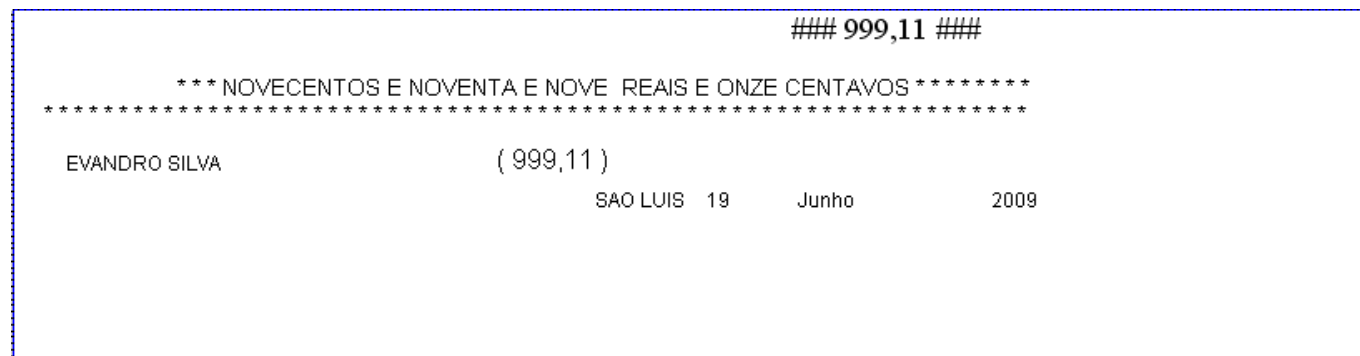 ### 999,11 ###
* * * NOVECENTOS E NOVENTA E NOVE REAIS E ONZE CENTAVOS * * * * * * * *
* * * * * * * * * * * * * * * * * * * * * * * * * * * * * * * * * * * * * * * * * * * * * * * * * * * * * * * * * * * * * * * * * *
EVANDRO SILVA ( 999,11 )
SAO LUIS 19 Junho 2009